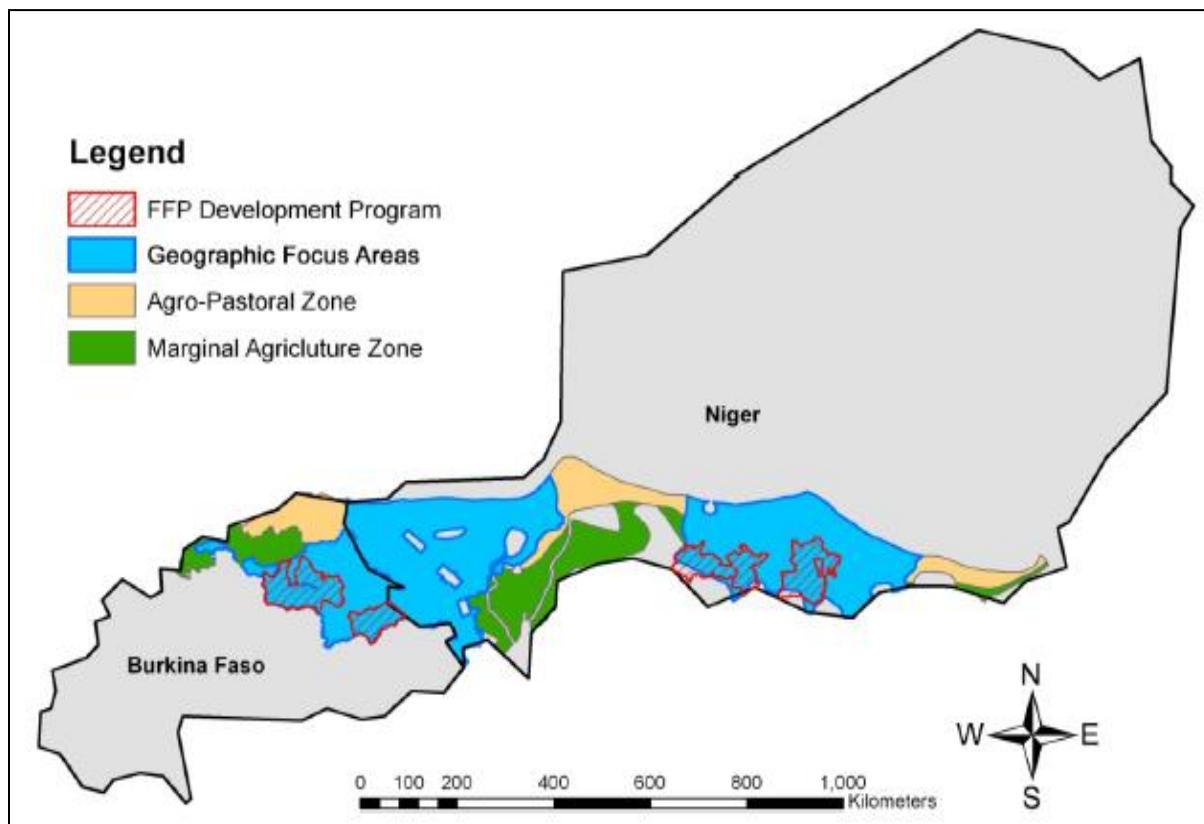 Legend
FFP Development Program
Geographic Focus Areas
Agro-Pastoral Zone
Marginal Agricluture Zone
Niger
Burkina Faso
N
W E
S
0 100 200 400 600 800 1,000
Kilometers